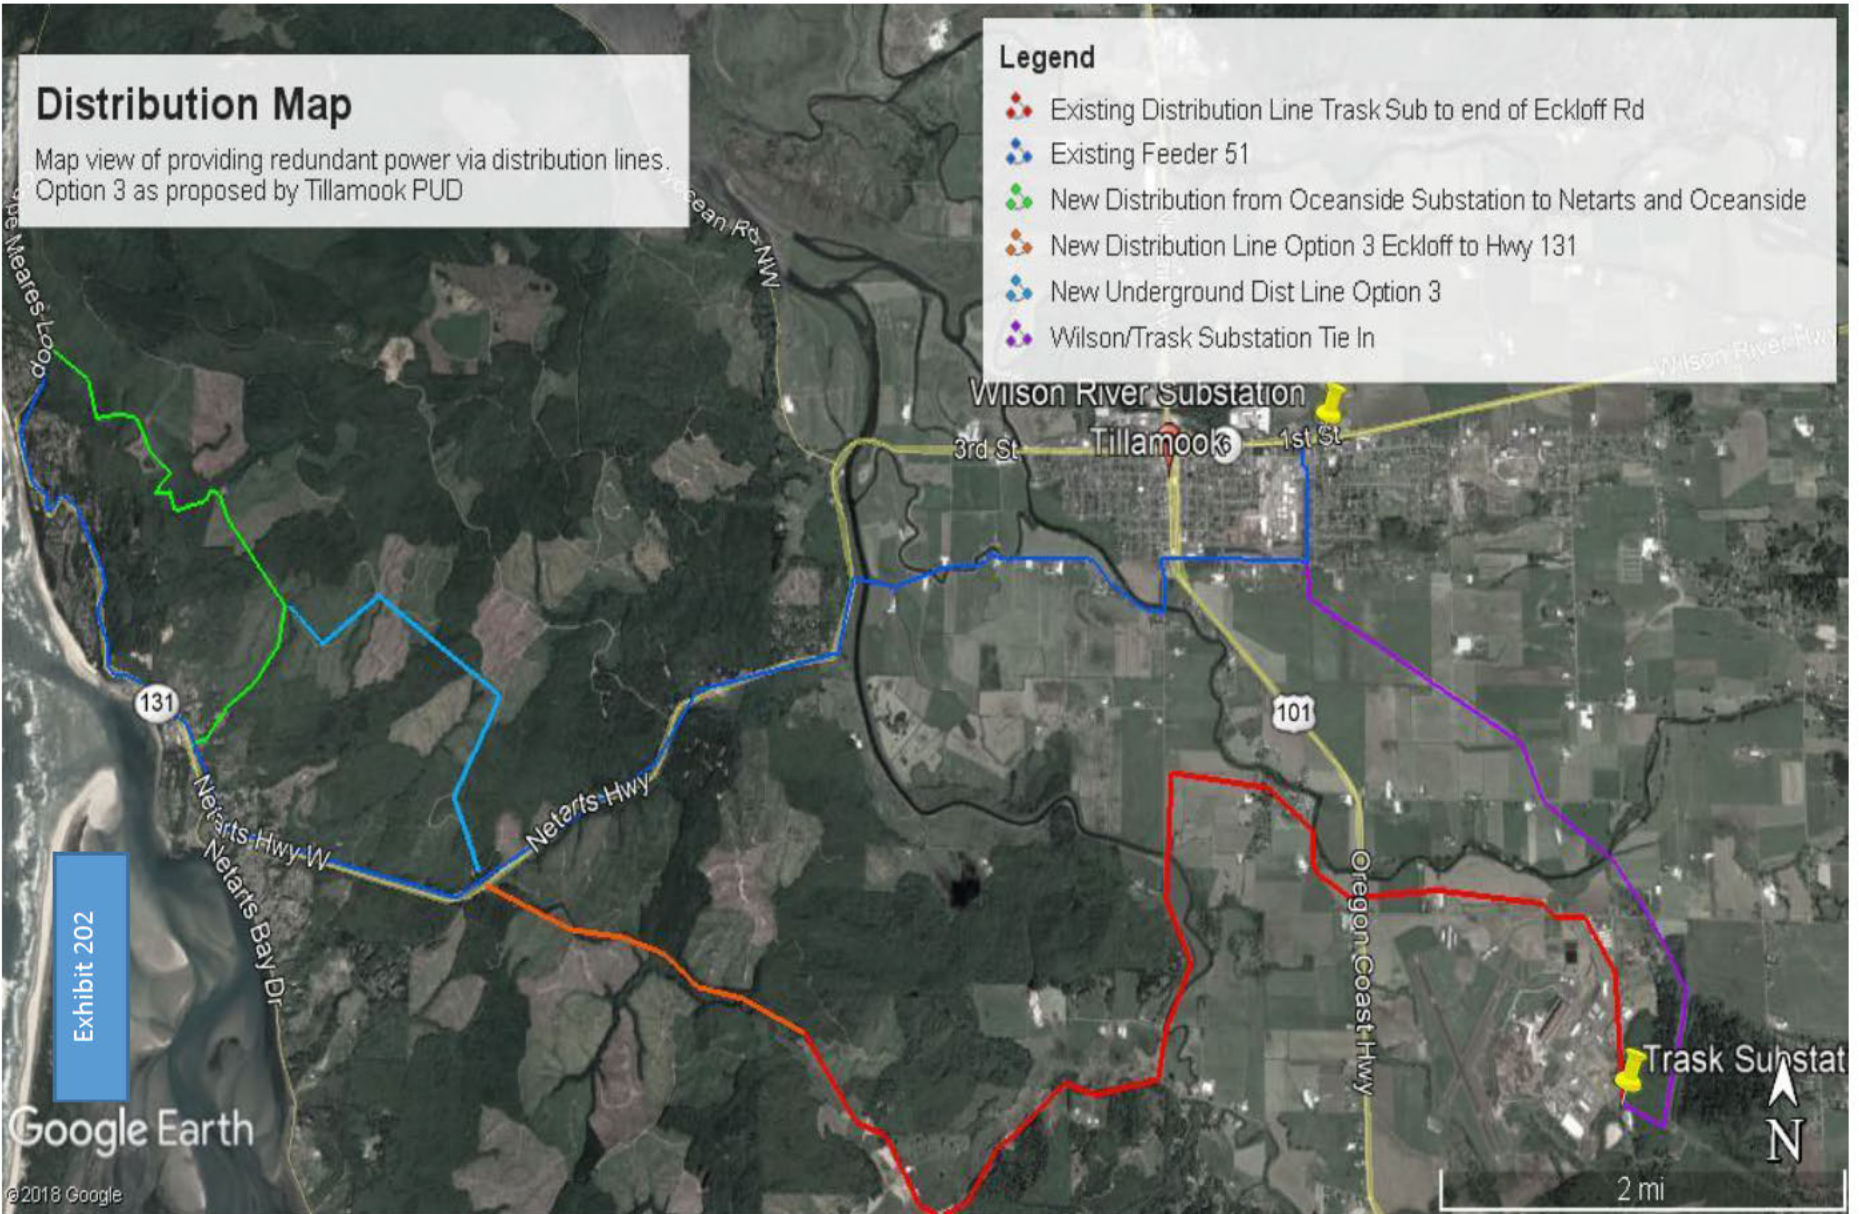 Distribution Map
Map view of providing redundant power via distribution lines.
Option 3 as proposed by Tillamook PUD
Legend
Existing Distribution Line Trask Sub to end of Eckloff Rd
Existing Feeder 51
New Distribution from Oceanside Substation to Netarts and Oceanside
New Distribution Line Option 3 Eckloff to Hwy 131
New Underground Dist Line Option 3
Wilson/Trask Substation Tie In
Meares Loop
ocean Rd NW
Wilson River Hwy
Wilson River Substation
3rd St
Tillamook
6
1st St
131
101
Netarts Hwy
Netarts Hwy W
Netarts Bay Dr
Oregon Coast Hwy
Exhibit 202
Trask Substat
N
Google Earth
©2018 Google
2 mi